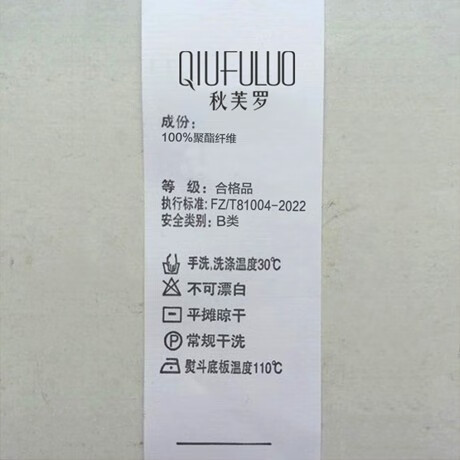 QIUFULUO
秋芙罗
成份：
100%聚酯纤维
等 级：合格品
执行标准: FZ/T81004-2022
安全类别：B类
手洗,洗涤温度30℃
不可漂白
平摊晾干
P 常规干洗
熨斗底板温度110℃